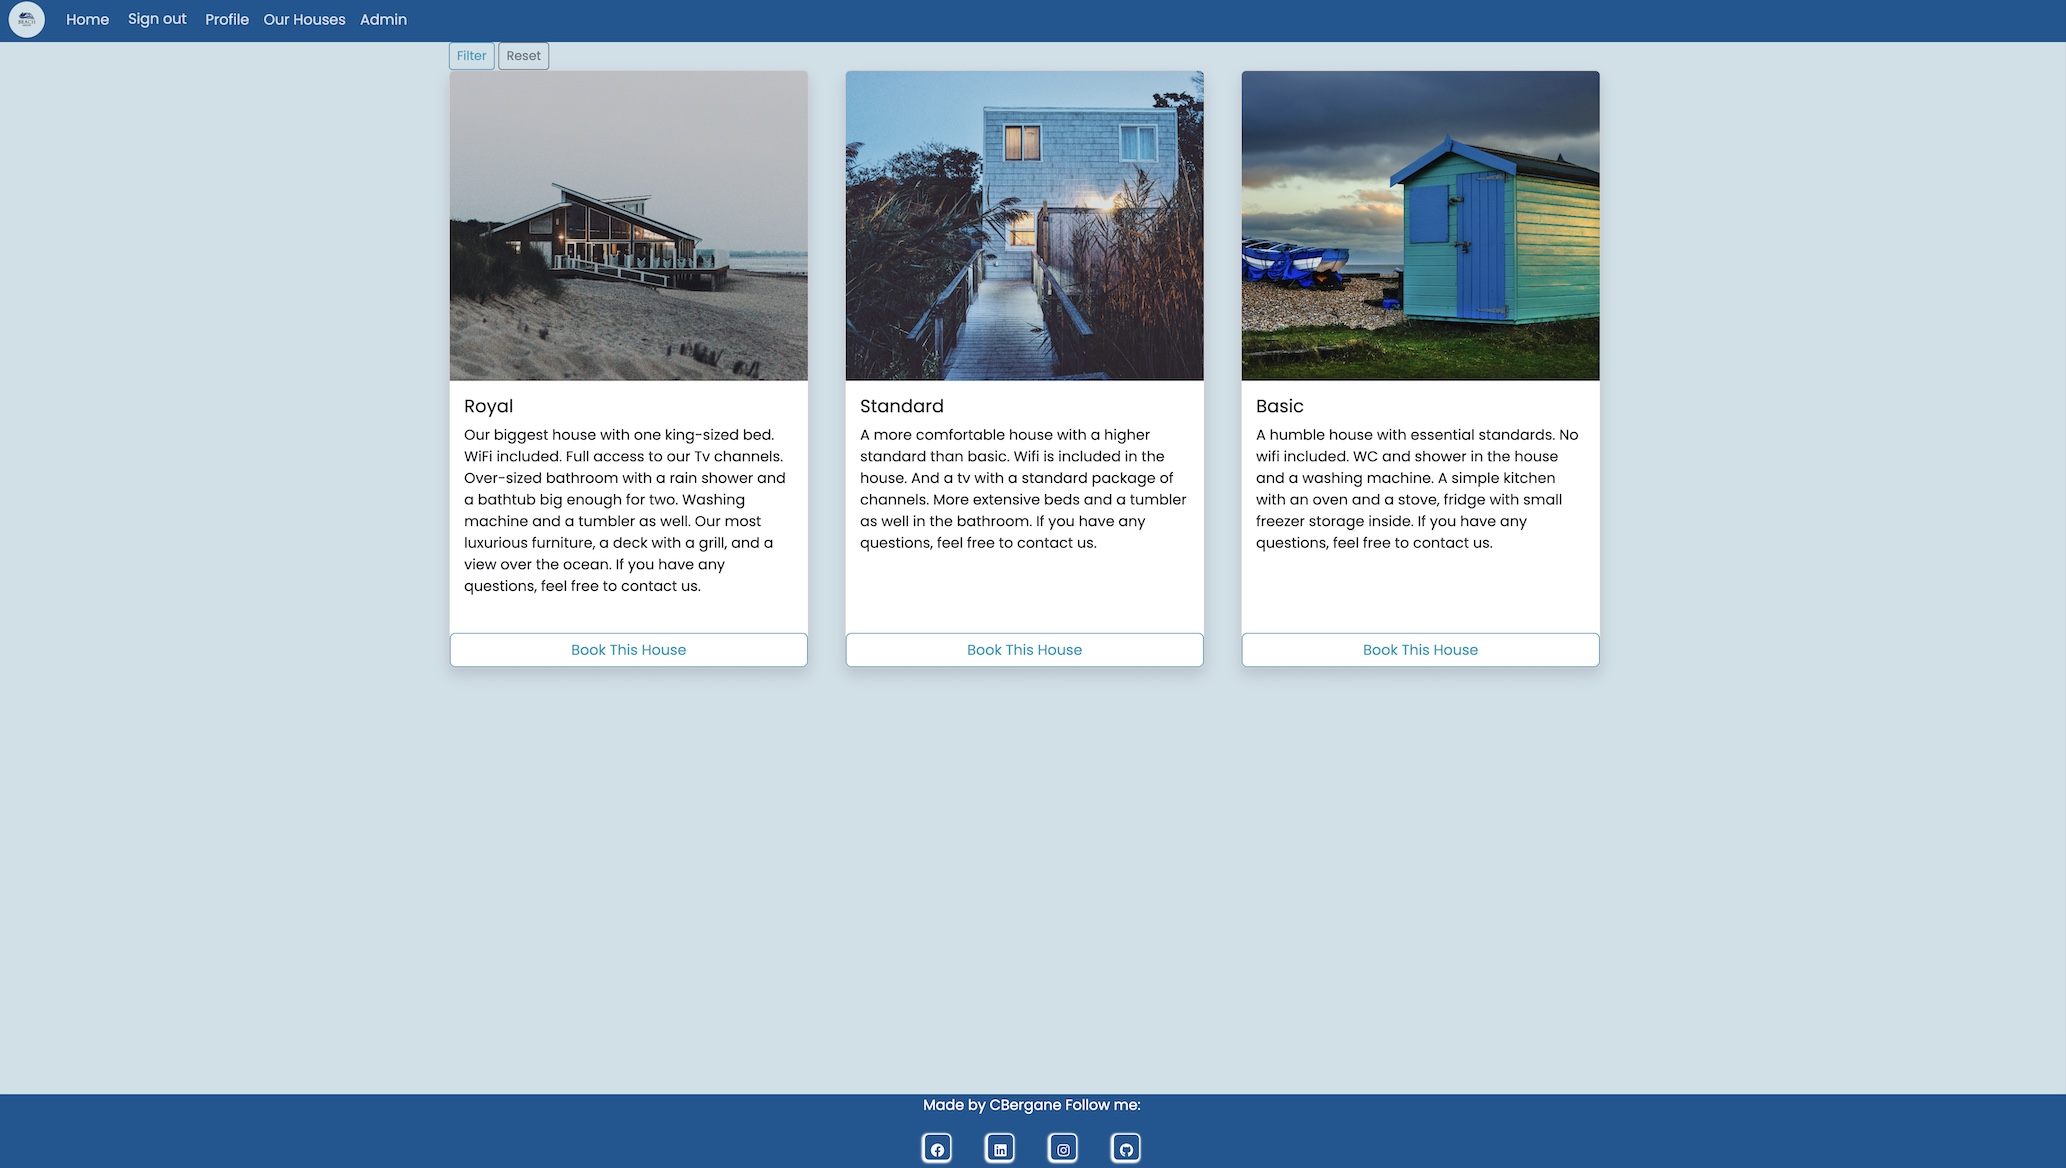 BEACH
Home Sign out Profile Our Houses Admin
Filter Reset
Royal
Our biggest house with one king-sized bed.
WiFi included. Full access to our Tv channels.
Over-sized bathroom with a rain shower and
a bathtub big enough for two. Washing
machine and a tumbler as well. Our most
luxurious furniture, a deck with a grill, and a
view over the ocean. If you have any
questions, feel free to contact us.
Book This House
Standard
A more comfortable house with a higher
standard than basic. Wifi is included in the
house. And a tv with a standard package of
channels. More extensive beds and a tumbler
as well in the bathroom. If you have any
questions, feel free to contact us.
Book This House
Basic
A humble house with essential standards. No
wifi included. WC and shower in the house
and a washing machine. A simple kitchen
with an oven and a stove, fridge with small
freezer storage inside. If you have any
questions, feel free to contact us.
Book This House
Made by CBergane Follow me: